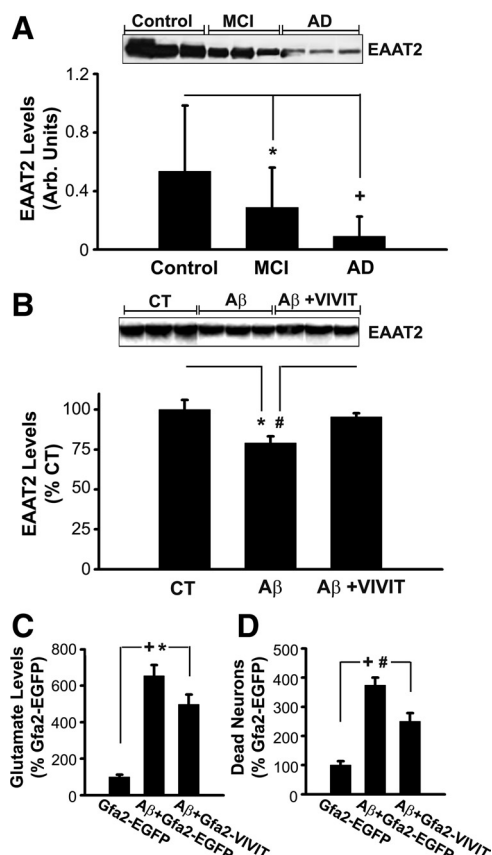 A
Control MCI AD
EAAT2
EAAT2 Levels
(Arb. Units)
1.2
0.8
0.4
0
*
+
Control MCI AD
B
CT Aβ Aβ +VIVIT
EAAT2
EAAT2 Levels
(% CT)
100
75
50
25
0
* #
CT Aβ Aβ +VIVIT
C
Glutamate Levels
(% Gfa2-EGFP)
800
600
400
200
0
+ *
Gfa2-EGFP
Aβ+Gfa2-EGFP
Aβ+Gfa2-VIVIT
D
Dead Neurons
(% Gfa2-EGFP)
500
400
300
200
100
0
+ #
Gfa2-EGFP
Aβ+Gfa2-EGFP
Aβ+Gfa2-VIVIT